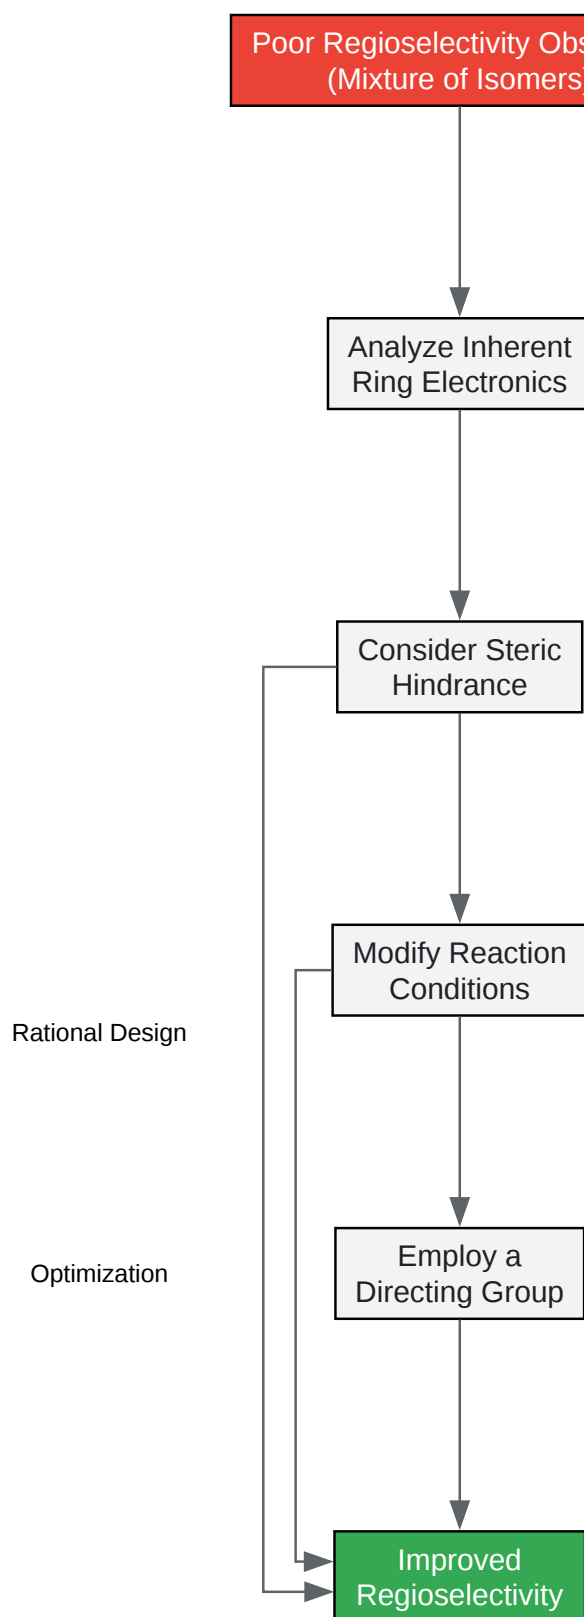 Poor Regioselectivity Obs
(Mixture of Isomers)
Analyze Inherent
Ring Electronics
Consider Steric
Hindrance
Modify Reaction
Conditions
Rational Design
Employ a
Directing Group
Optimization
Improved
Regioselectivity